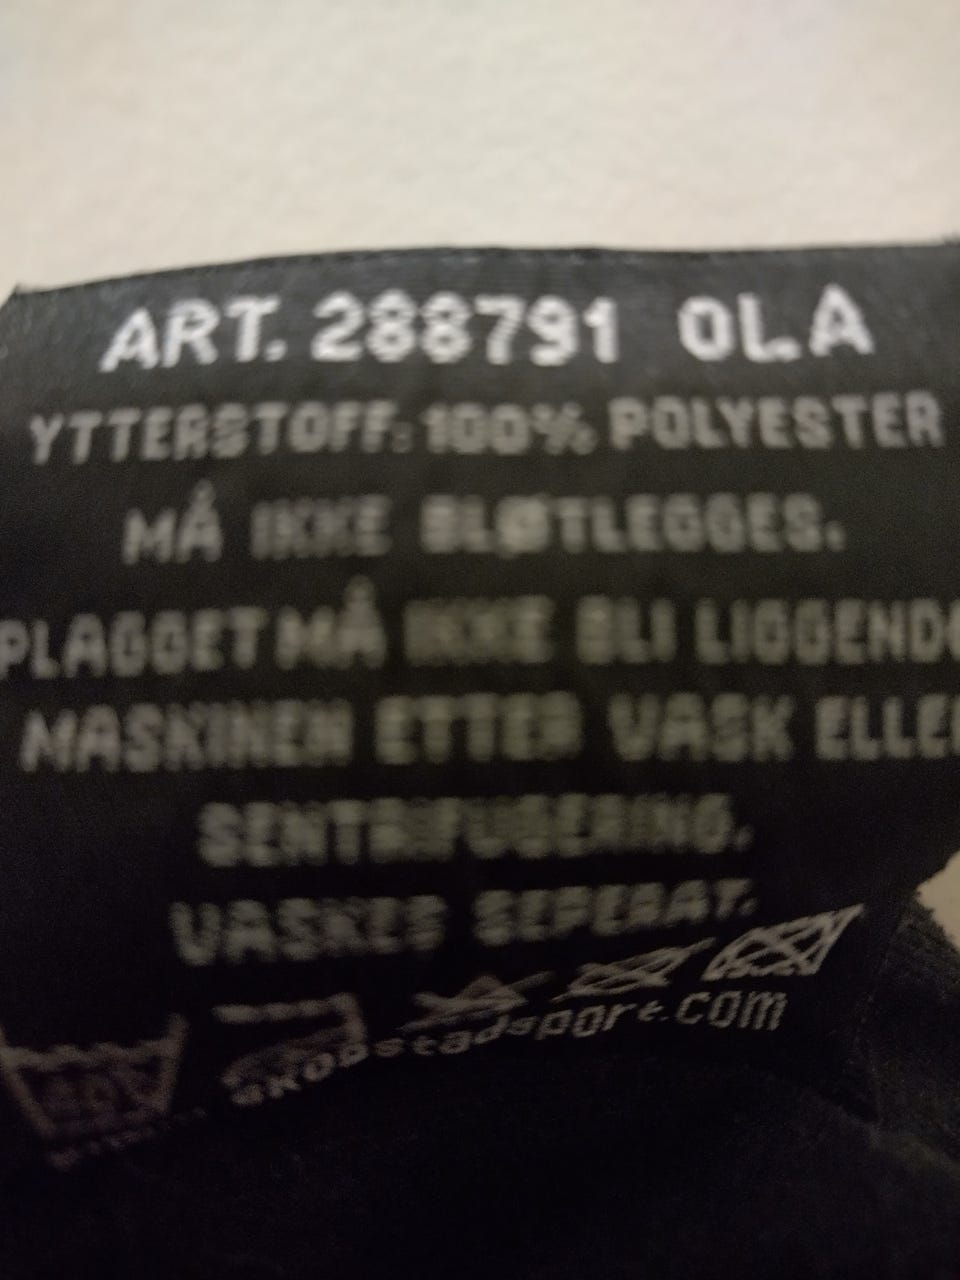 ART. 288791 OLA
YTTERSTOFF: 100% POLYESTER
MÅ IKKE BLØTLEGGES.
PLAGGET MÅ IKKE BLI LIGGENDE
MASKINEN ETTER VASK ELLER
SENTRIFUGERING.
VASKES SEPERAT.
skogstadsport.com